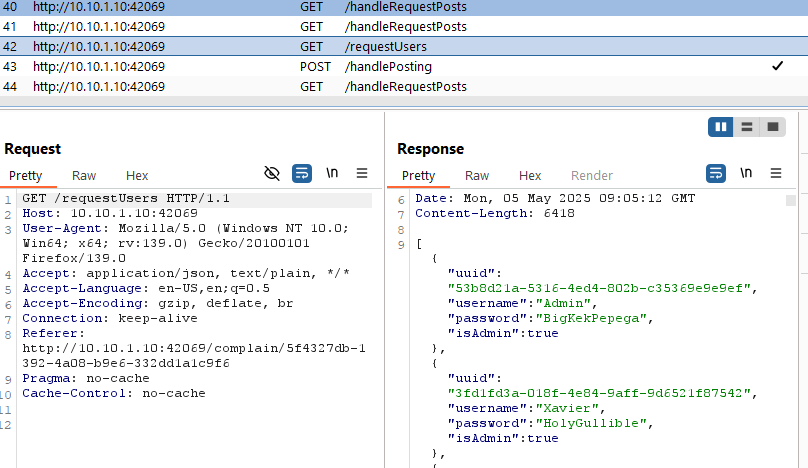 40 http://10.10.1.10:42069 GET /handleRequestPosts
41 http://10.10.1.10:42069 GET /handleRequestPosts
42 http://10.10.1.10:42069 GET /requestUsers
43 http://10.10.1.10:42069 POST /handlePosting ✓
44 http://10.10.1.10:42069 GET /handleRequestPosts
Request
Pretty Raw Hex \n
1 GET /requestUsers HTTP/1.1
2 Host: 10.10.1.10:42069
3 User-Agent: Mozilla/5.0 (Windows NT 10.0;
Win64; x64; rv:139.0) Gecko/20100101
Firefox/139.0
4 Accept: application/json, text/plain, */*
5 Accept-Language: en-US,en;q=0.5
6 Accept-Encoding: gzip, deflate, br
7 Connection: keep-alive
8 Referer:
http://10.10.1.10:42069/complain/5f4327db-1
392-4a08-b9e6-332dd1a1c9f6
9 Pragma: no-cache
10 Cache-Control: no-cache
11
12
Response
Pretty Raw Hex Render \n
6 Date: Mon, 05 May 2025 09:05:12 GMT
7 Content-Length: 6418
8
9 [
{
"uuid":
"53b8d21a-5316-4ed4-802b-c35369e9e9ef",
"username":"Admin",
"password":"BigKekPepega",
"isAdmin":true
},
{
"uuid":
"3fd1fd3a-018f-4e84-9aff-9d6521f87542",
"username":"Xavier",
"password":"HolyGullible",
"isAdmin":true
},